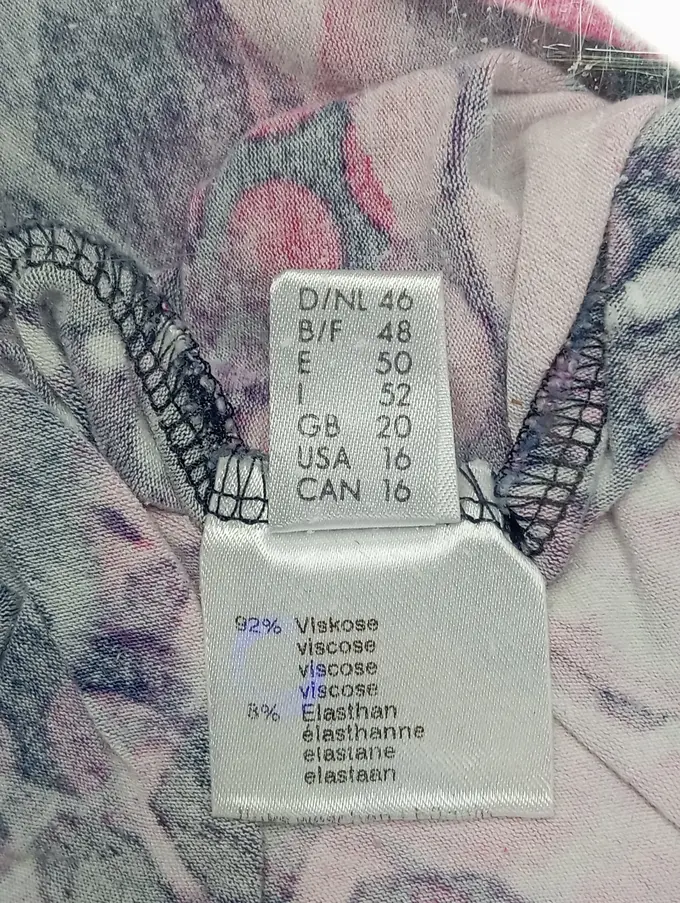 D/NL 46
B/F 48
E 50
I 52
GB 20
USA 16
CAN 16
92% Viskose
viscose
viscose
viscose
8% Elasthan
élasthanne
elastane
elastaan